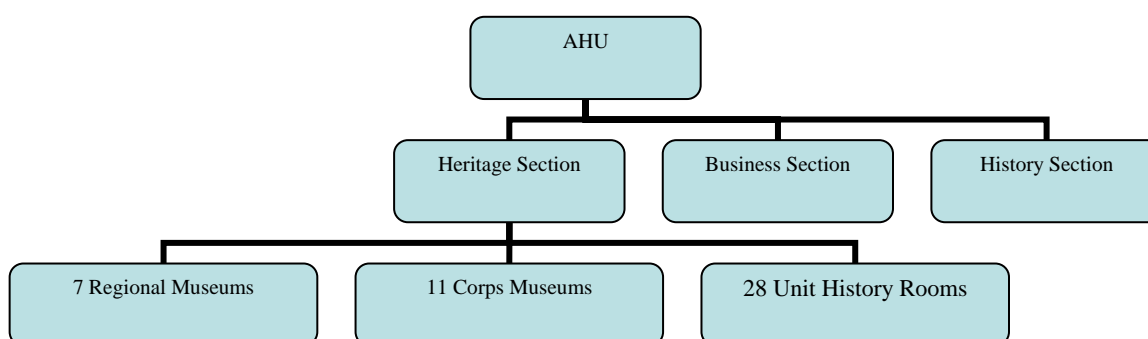 AHU
Heritage Section
Business Section
History Section
7 Regional Museums
11 Corps Museums
28 Unit History Rooms